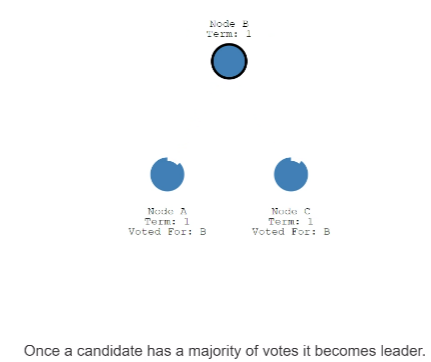 Node B
Term: 1
Node A
Term: 1
Voted For: B
Node C
Term: 1
Voted For: B
Once a candidate has a majority of votes it becomes leader.